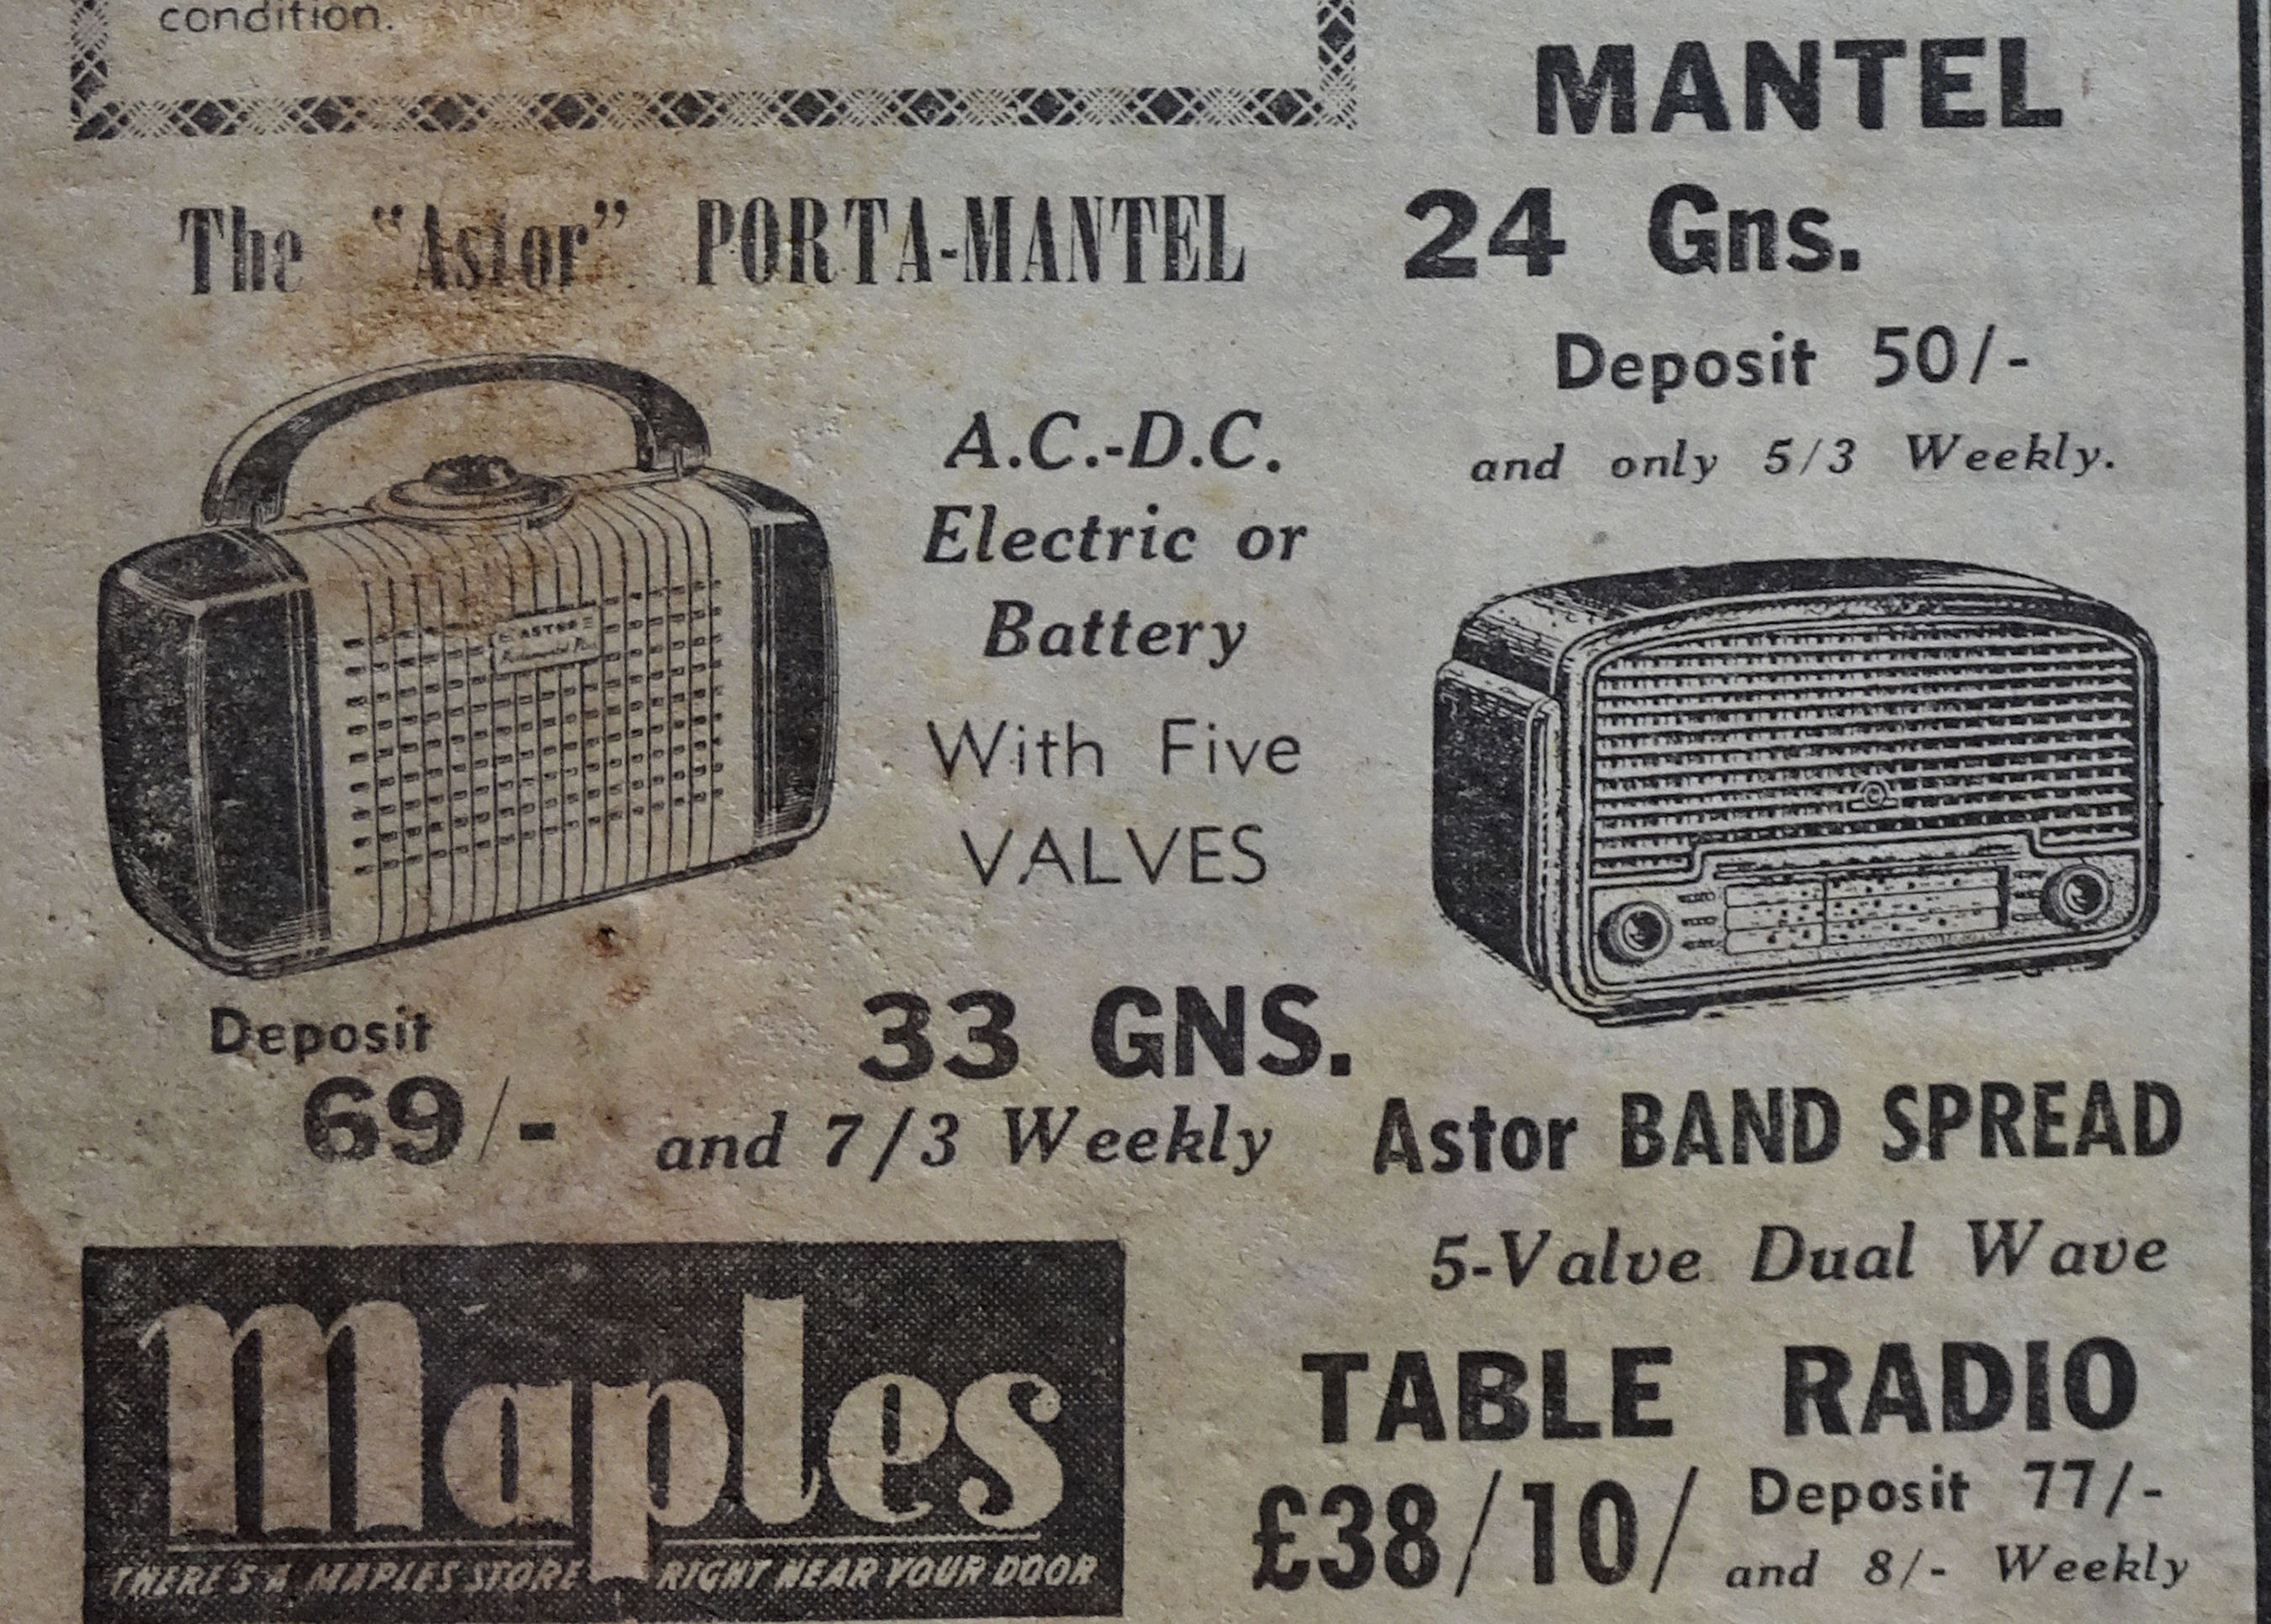 condition.
The "Astor" PORTA-MANTEL
ASTOR
A.C.-D.C.
Electric or
Battery
With Five
VALVES
Deposit
69/-
33 GNS.
and 7/3 Weekly
Maples
THERE'S A MAPLES STORE RIGHT NEAR YOUR DOOR
MANTEL
24 Gns.
Deposit 50/-
and only 5/3 Weekly.
Astor BAND SPREAD
5-Valve Dual Wave
TABLE RADIO
£38/10/
Deposit 77/-
and 8/- Weekly